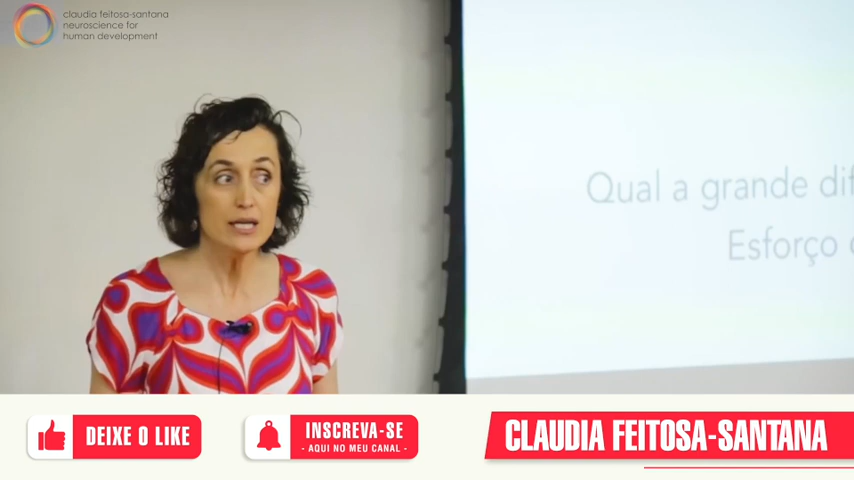 claudia feitosa-santana
neuroscience for
human development
Qual a grande
Esforço
DEIXE O LIKE
INSCREVA-SE
- AQUI NO MEU CANAL -
CLAUDIA FEITOSA-SANTANA